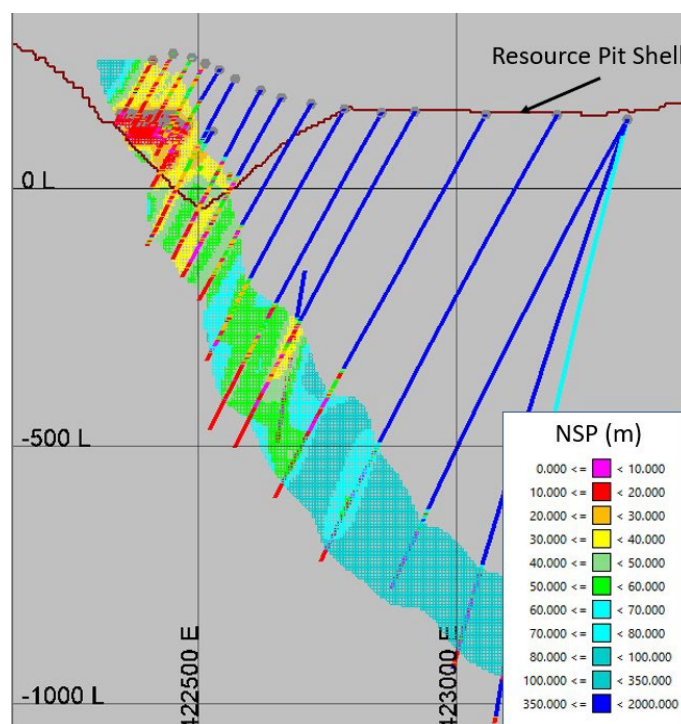 Resource Pit Shell
0 L
-500 L
-1000 L
422500 E
423000 E
NSP (m)
0.000 <= < 10.000
10.000 <= < 20.000
20.000 <= < 30.000
30.000 <= < 40.000
40.000 <= < 50.000
50.000 <= < 60.000
60.000 <= < 70.000
70.000 <= < 80.000
80.000 <= < 100.000
100.000 <= < 350.000
350.000 <= < 2000.000